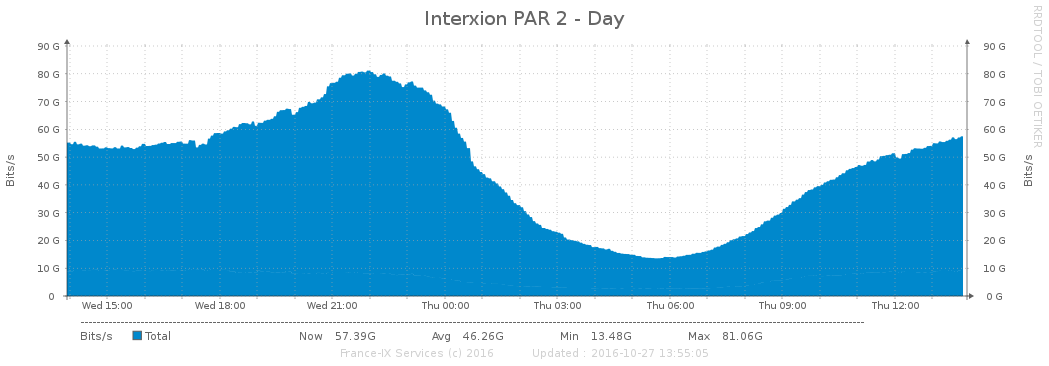 Interxion PAR 2 - Day
RRDTOOL / TOBI OETIKER
Bits/s
90 G 90 G
80 G 80 G
70 G 70 G
60 G 60 G
50 G 50 G
40 G 40 G
30 G 30 G
20 G 20 G
10 G 10 G
0 0 G
Bits/s
Wed 15:00 Wed 18:00 Wed 21:00 Thu 00:00 Thu 03:00 Thu 06:00 Thu 09:00 Thu 12:00
Bits/s Total Now 57.39G Avg 46.26G Min 13.48G Max 81.06G
France-IX Services (c) 2016 Updated : 2016-10-27 13:55:05